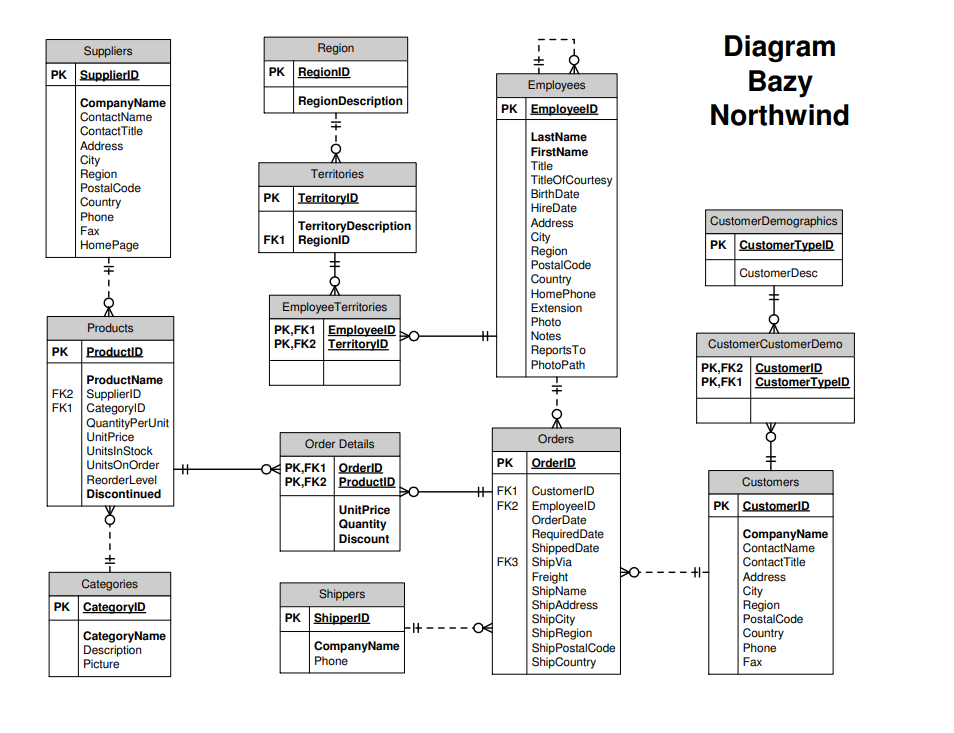 Diagram
Bazy
Northwind
Suppliers
PK SupplierID
CompanyName
ContactName
ContactTitle
Address
City
Region
PostalCode
Country
Phone
Fax
HomePage
Region
PK RegionID
RegionDescription
Territories
PK TerritoryID
TerritoryDescription
FK1 RegionID
EmployeeTerritories
PK,FK1 EmployeeID
PK,FK2 TerritoryID
Employees
PK EmployeeID
LastName
FirstName
Title
TitleOfCourtesy
BirthDate
HireDate
Address
City
Region
PostalCode
Country
HomePhone
Extension
Photo
Notes
ReportsTo
PhotoPath
CustomerDemographics
PK CustomerTypeID
CustomerDesc
CustomerCustomerDemo
PK,FK2 CustomerID
PK,FK1 CustomerTypeID
Products
PK ProductID
ProductName
FK2 SupplierID
FK1 CategoryID
QuantityPerUnit
UnitPrice
UnitsInStock
UnitsOnOrder
ReorderLevel
Discontinued
Order Details
PK,FK1 OrderID
PK,FK2 ProductID
UnitPrice
Quantity
Discount
Orders
PK OrderID
FK1 CustomerID
FK2 EmployeeID
OrderDate
RequiredDate
ShippedDate
FK3 ShipVia
Freight
ShipName
ShipAddress
ShipCity
ShipRegion
ShipPostalCode
ShipCountry
Customers
PK CustomerID
CompanyName
ContactName
ContactTitle
Address
City
Region
PostalCode
Country
Phone
Fax
Categories
PK CategoryID
CategoryName
Description
Picture
Shippers
PK ShipperID
CompanyName
Phone